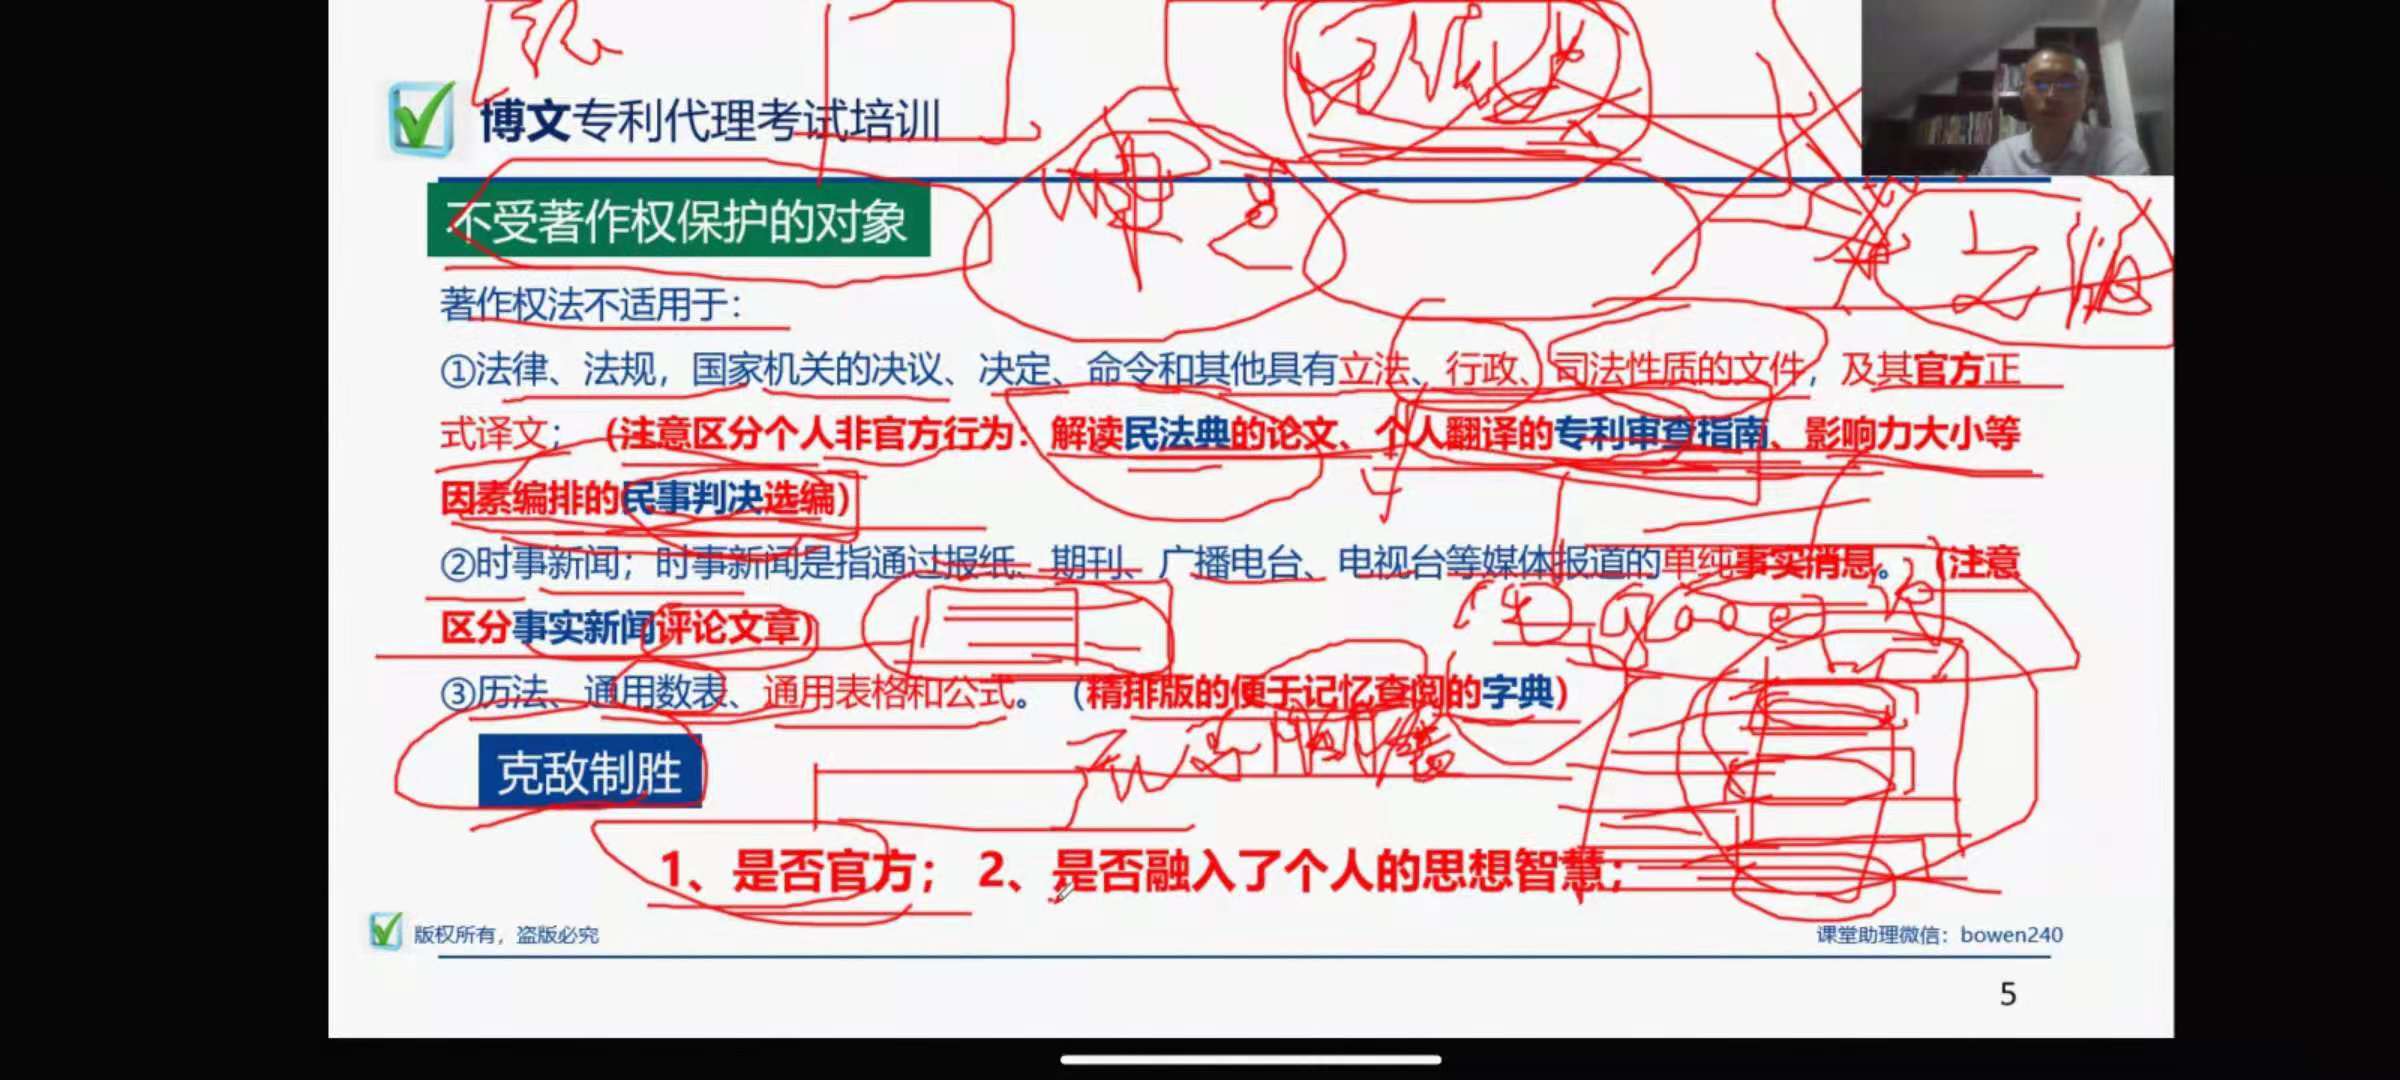 博文专利代理考试培训
不受著作权保护的对象
著作权法不适用于：
①法律、法规，国家机关的决议、决定、命令和其他具有立法、行政、司法性质的文件，及其官方正
式译文；（注意区分个人非官方行为：解读民法典的论文、个人翻译的专利审查指南、影响力大小等
因素编排的民事判决选编）
②时事新闻；时事新闻是指通过报纸、期刊、广播电台、电视台等媒体报道的单纯事实消息。（注意
区分事实新闻评论文章）
③历法、通用数表、通用表格和公式。（精排版的便于记忆查阅的字典）
克敌制胜
1、是否官方； 2、是否融入了个人的思想智慧；
版权所有，盗版必究
课堂助理微信：bowen240
5